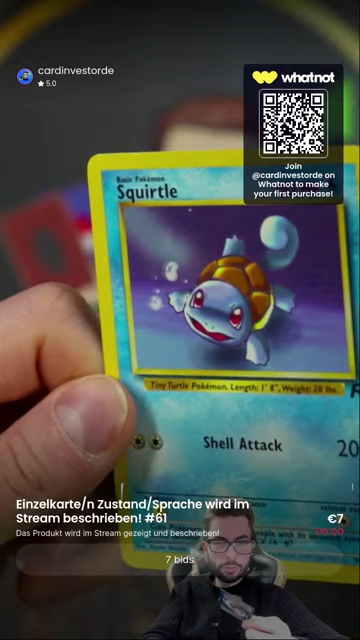 cardinvestorde
★ 5.0
whatnot
Join
@cardinvestorde on
Whatnot to make
your first purchase!
Basic Pokémon
Squirtle
Tiny Turtle Pokémon. Length: 1' 8", Weight: 20 lbs.
Shell Attack
20
Einzelkarte/n Zustand/Sprache wird im
Stream beschrieben! #61
€7
Das Produkt wird im Stream gezeigt und beschrieben!
00:00
7 bids